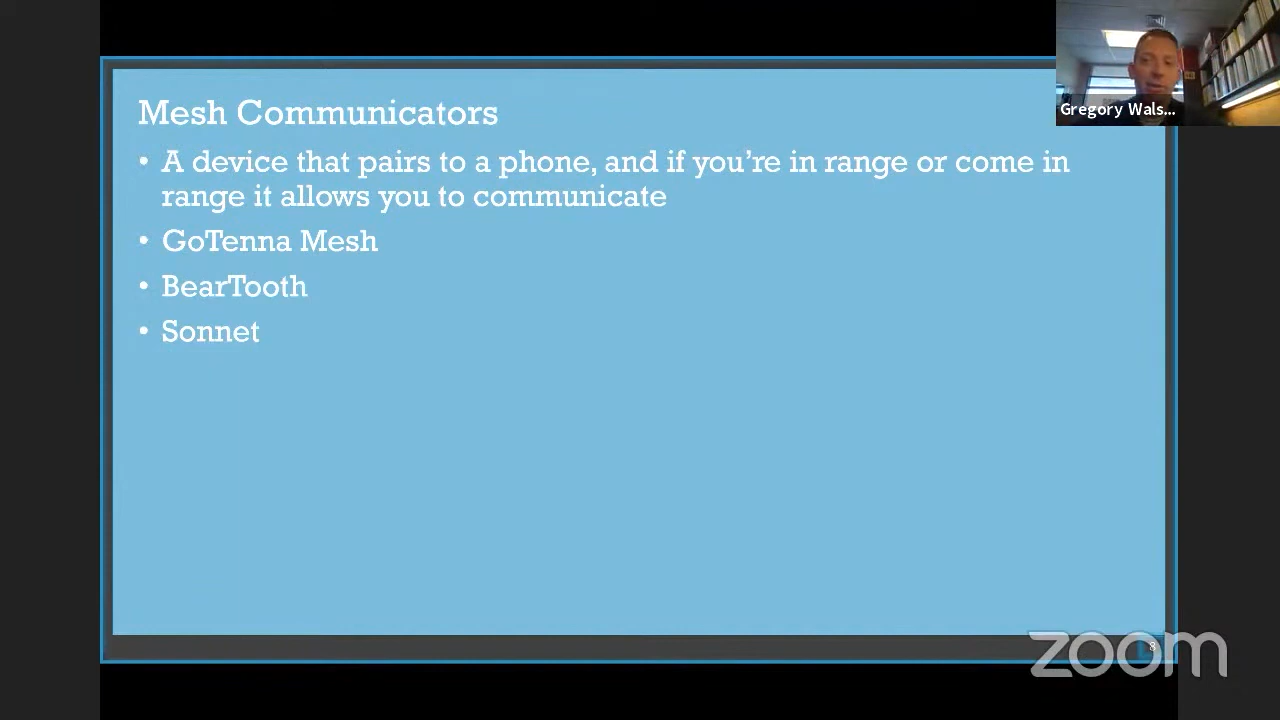 Gregory Wals...
Mesh Communicators
• A device that pairs to a phone, and if you’re in range or come in
range it allows you to communicate
• GoTenna Mesh
• BearTooth
• Sonnet
8
zoom